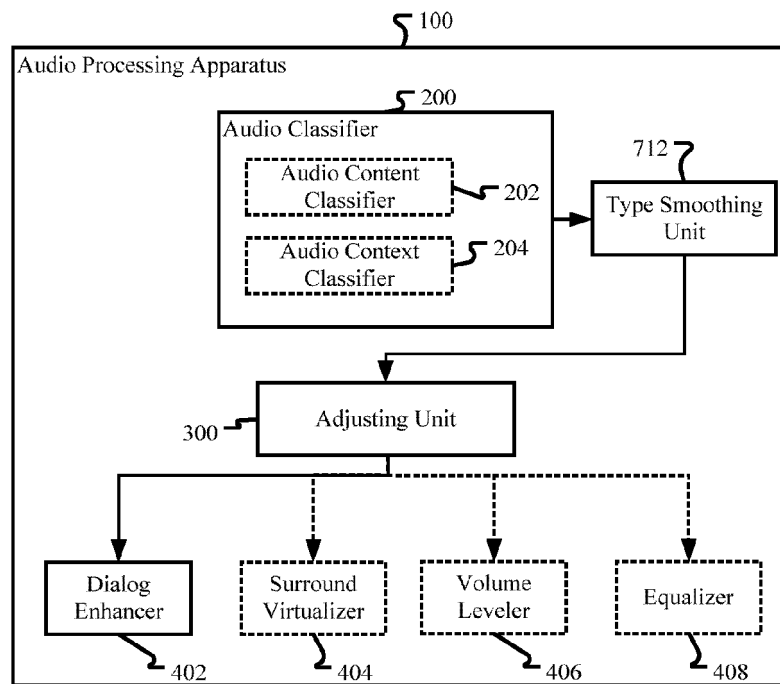 100
Audio Processing Apparatus
200
Audio Classifier
712
Audio Content
Classifier
202
Type Smoothing
Unit
Audio Context
Classifier
204
Adjusting Unit
300
Dialog
Enhancer
Surround
Virtualizer
Volume
Leveler
Equalizer
402
404
406
408